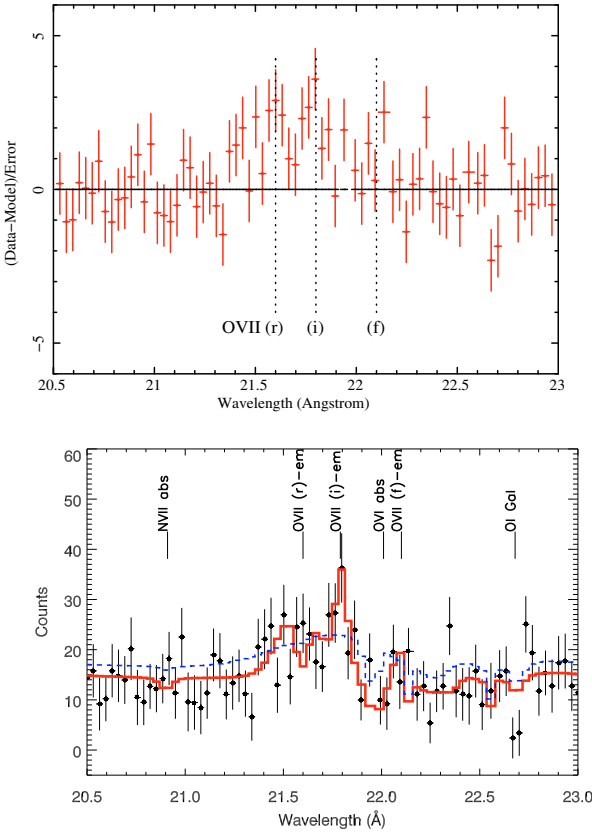 5
0
−5
(Data−Model)/Error
OVII (r)
(i)
(f)
20.5
21
21.5
22
22.5
23
Wavelength (Angstrom)
60
50
40
30
20
10
0
Counts
NVII abs
OVII (r)−em
OVII (i)−em
OVI abs
OVII (f)−em
OI Gal
20.5
21.0
21.5
22.0
22.5
23.0
Wavelength (Å)